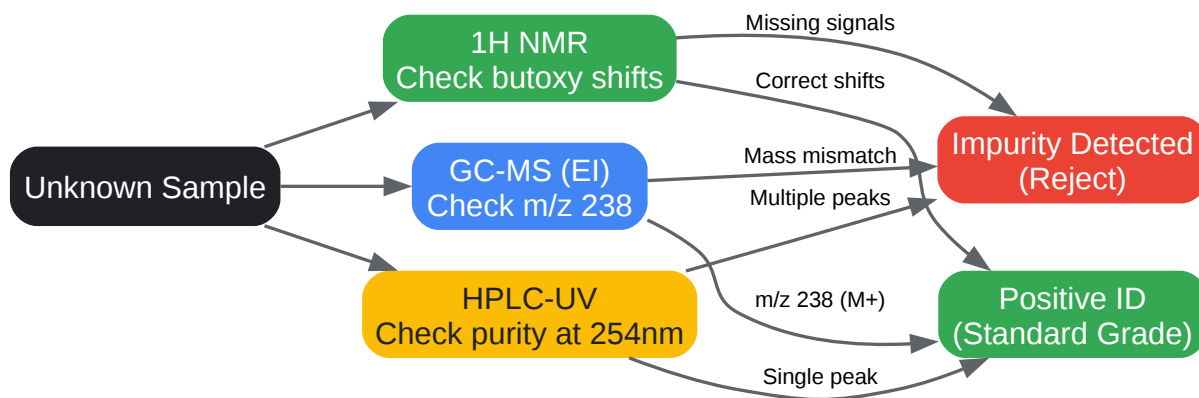 Missing signals
1H NMR
Check butoxy shifts
Correct shifts
Impurity Detected
(Reject)
Mass mismatch
GC-MS (EI)
Check m/z 238
Unknown Sample
Multiple peaks
HPLC-UV
Check purity at 254nm
m/z 238 (M+)
Positive ID
(Standard Grade)
Single peak